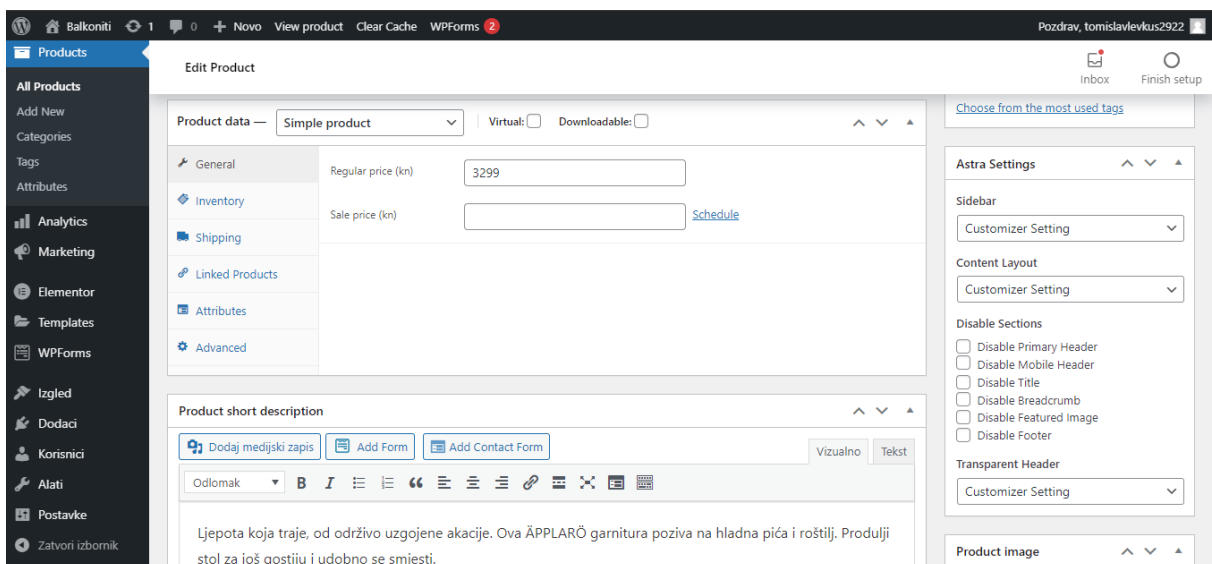 Balkoniti 1 0 + Novo View product Clear Cache WPForms 2 Pozdrav, tomislavlevkus2922
Products
All Products
Add New
Categories
Tags
Attributes
Analytics
Marketing
Elementor
Templates
WPForms
Izgled
Dodaci
Korisnici
Alati
Postavke
Zatvori izbornik
Edit Product
Inbox
Finish setup
Product data — Simple product Virtual: Downloadable:
General
Inventory
Shipping
Linked Products
Attributes
Advanced
Regular price (kn) 3299
Sale price (kn) Schedule
Product short description
Dodaj medijski zapis Add Form Add Contact Form Vizualno Tekst
Odlomak B I
Ljepota koja traje, od održivo uzgojene akacije. Ova ÄPPLARÖ garnitura poziva na hladna pića i roštilj. Produlji
stol za još gostiju i udobno se smjesti.
Choose from the most used tags
Astra Settings
Sidebar
Customizer Setting
Content Layout
Customizer Setting
Disable Sections
Disable Primary Header
Disable Mobile Header
Disable Title
Disable Breadcrumb
Disable Featured Image
Disable Footer
Transparent Header
Customizer Setting
Product image